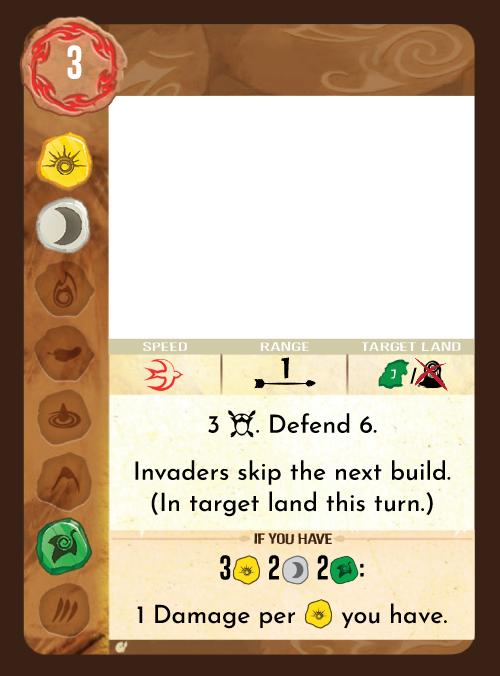 3
SPEED RANGE TARGET LAND
1 J/
3 . Defend 6.
Invaders skip the next build.
(In target land this turn.)
IF YOU HAVE
3 2 2 :
1 Damage per you have.